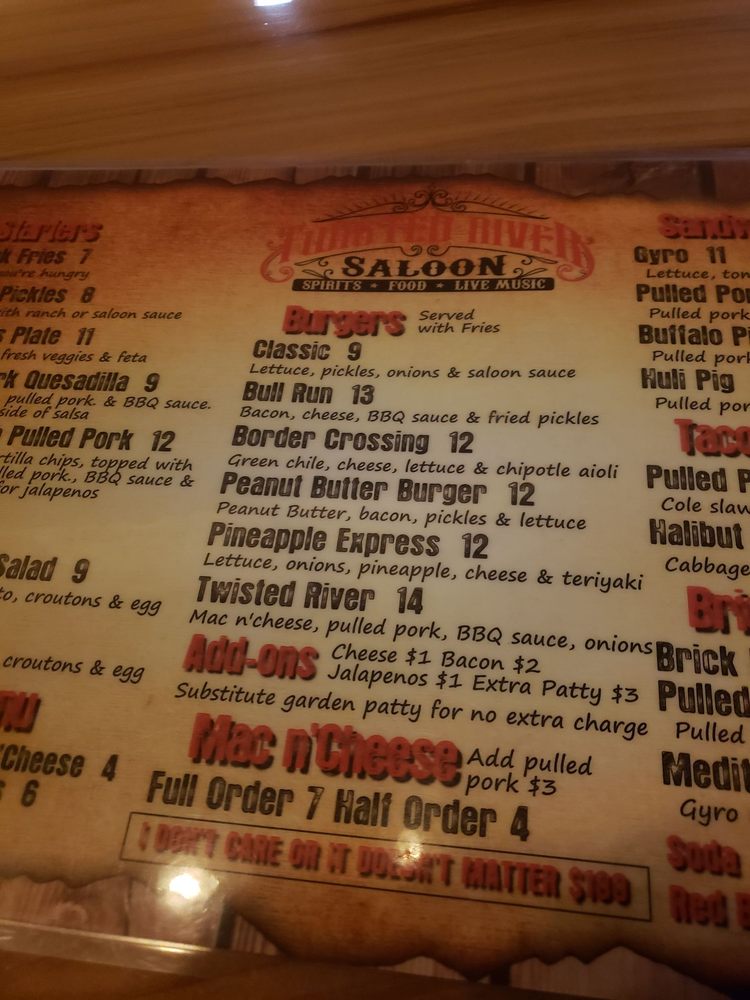 Starters
Fries 7
you're hungry
Pickles 8
with ranch or saloon sauce
Plate 11
fresh veggies & feta
Quesadilla 9
pulled pork. & BBQ sauce.
side of salsa
Pulled Pork 12
chips, topped with
pork., BBQ sauce &
for jalapenos
Salad 9
croutons & egg
croutons & egg
Cheese 4
6
TWISTED RIVER
SALOON
SPIRITS ★ FOOD ★ LIVE MUSIC
Burgers Served
with Fries
Classic 9
Lettuce, pickles, onions & saloon sauce
Bull Run 13
Bacon, cheese, BBQ sauce & fried pickles
Border Crossing 12
Green chile, cheese, lettuce & chipotle aioli
Peanut Butter Burger 12
Peanut Butter, bacon, pickles & lettuce
Pineapple Express 12
Lettuce, onions, pineapple, cheese & teriyaki
Twisted River 14
Mac n'cheese, pulled pork, BBQ sauce, onions
Add-ons Cheese $1 Bacon $2
Jalapenos $1 Extra Patty $3
Substitute garden patty for no extra charge
Mac n'Cheese Add pulled
pork $3
Full Order 7 Half Order 4
I DON'T CARE OR IT DOESN'T MATTER $199
Gyro 11
Lettuce,
Pulled
Pulled pork
Buffalo
Pulled pork
Huli Pig
Pulled
Pulled
Cole slaw
Halibut
Cabbage
Brick
Pulled
Pulled
Gyro
Soda
Red